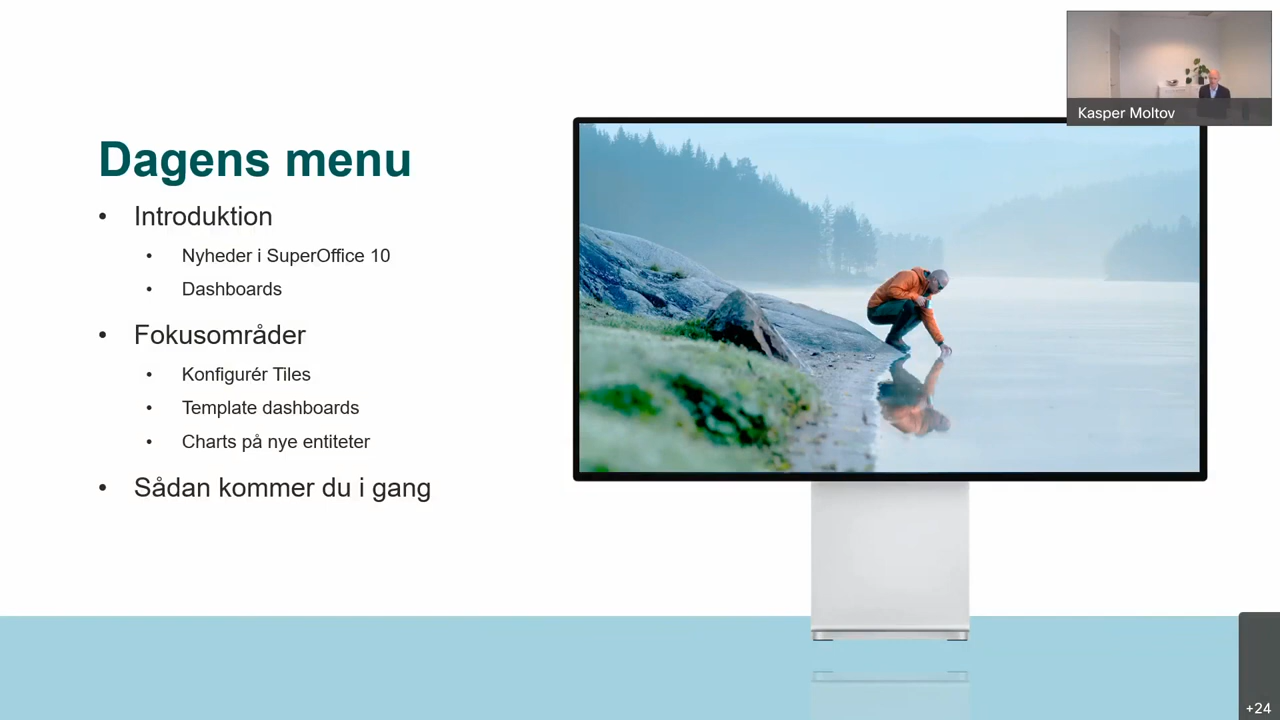 Kasper Moltov
Dagens menu
• Introduktion
• Nyheder i SuperOffice 10
• Dashboards
• Fokusområder
• Konfigurér Tiles
• Template dashboards
• Charts på nye entiteter
• Sådan kommer du i gang
+24